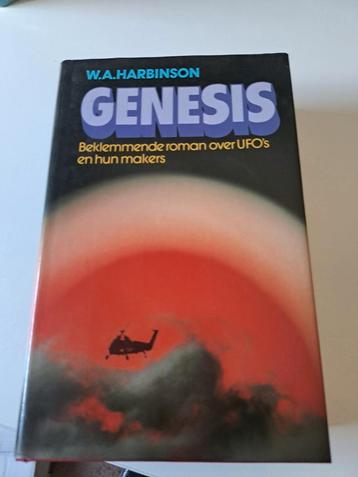 W.A. HARBINSON
GENESIS
Beklemmende roman over UFO's
en hun makers